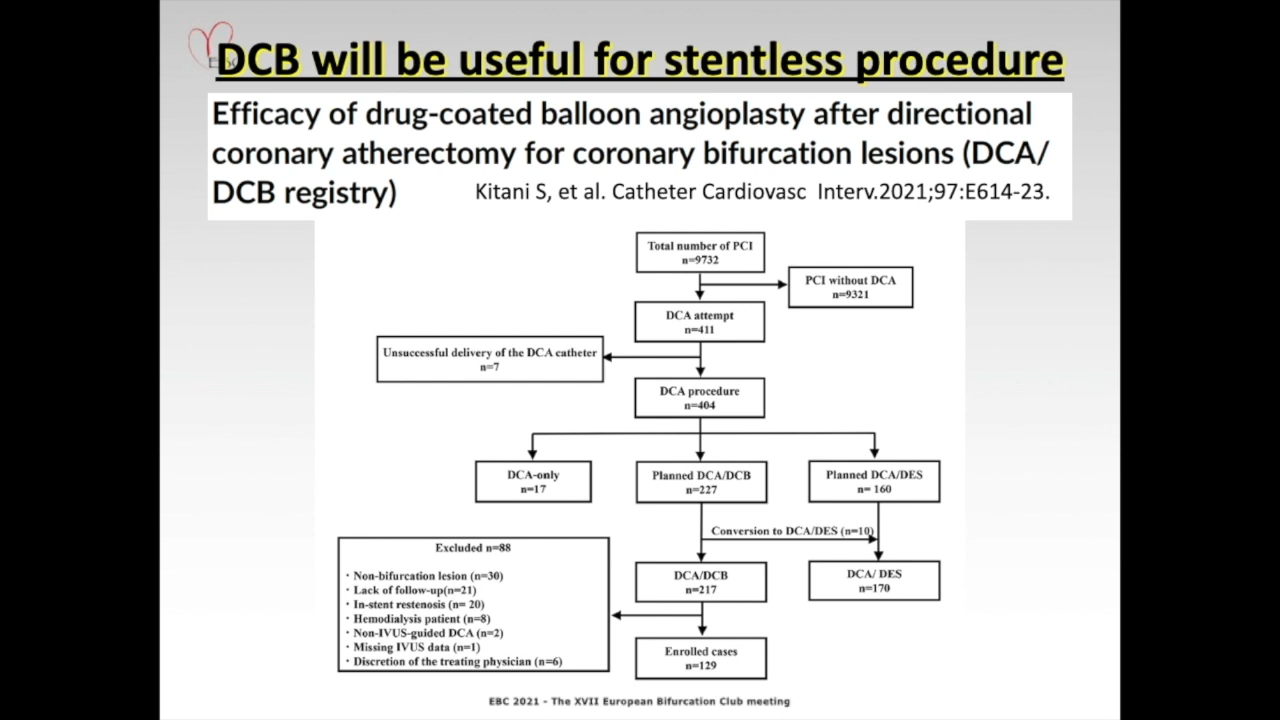 DCB will be useful for stentless procedure
Efficacy of drug-coated balloon angioplasty after directional
coronary atherectomy for coronary bifurcation lesions (DCA/
DCB registry)
Kitani S, et al. Catheter Cardiovasc Interv.2021;97:E614-23.
Total number of PCI
n=9732
PCI without DCA
n=9321
DCA attempt
n=411
Unsuccessful delivery of the DCA catheter
n=7
DCA procedure
n=404
DCA-only
n=17
Planned DCA/DCB
n=227
Planned DCA/DES
n= 160
Conversion to DCA/DES (n=10)
Excluded n=88
· Non-bifurcation lesion (n=30)
· Lack of follow-up(n=21)
· In-stent restenosis (n= 20)
· Hemodialysis patient (n=8)
· Non-IVUS-guided DCA (n=2)
· Missing IVUS data (n=1)
· Discretion of the treating physician (n=6)
DCA/DCB
n=217
DCA/ DES
n=170
Enrolled cases
n=129
EBC 2021 - The XVII European Bifurcation Club meeting